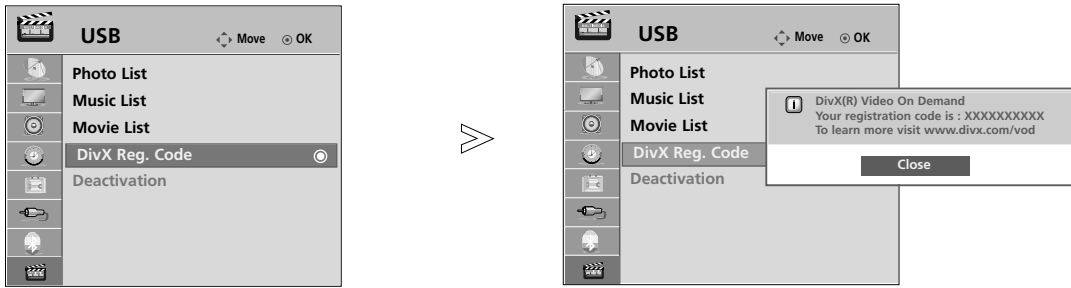 USB
Move
OK
Photo List
Music List
Movie List
DivX Reg. Code
Deactivation
>
USB
Move
OK
Photo List
Music List
Movie List
DivX Reg. Code
Deactivation
i
DivX(R) Video On Demand
Your registration code is : XXXXXXXXXX
To learn more visit www.divx.com/vod
Close